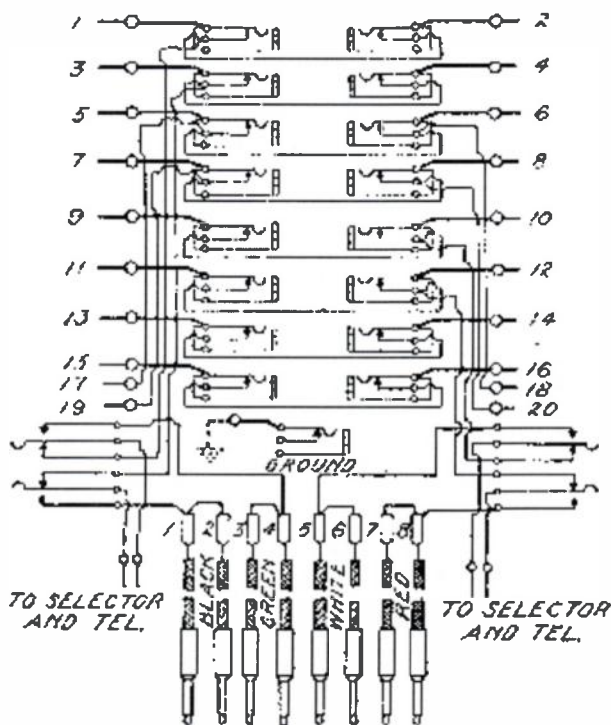 1 2
3 4
5 6
7 8
9 10
11 12
13 14
15 16
17 18
19 20
GROUND
1 2 3 4 5 6 7 8
BLACK
GREEN
WHITE
RED
TO SELECTOR
AND TEL.
TO SELECTOR
AND TEL.